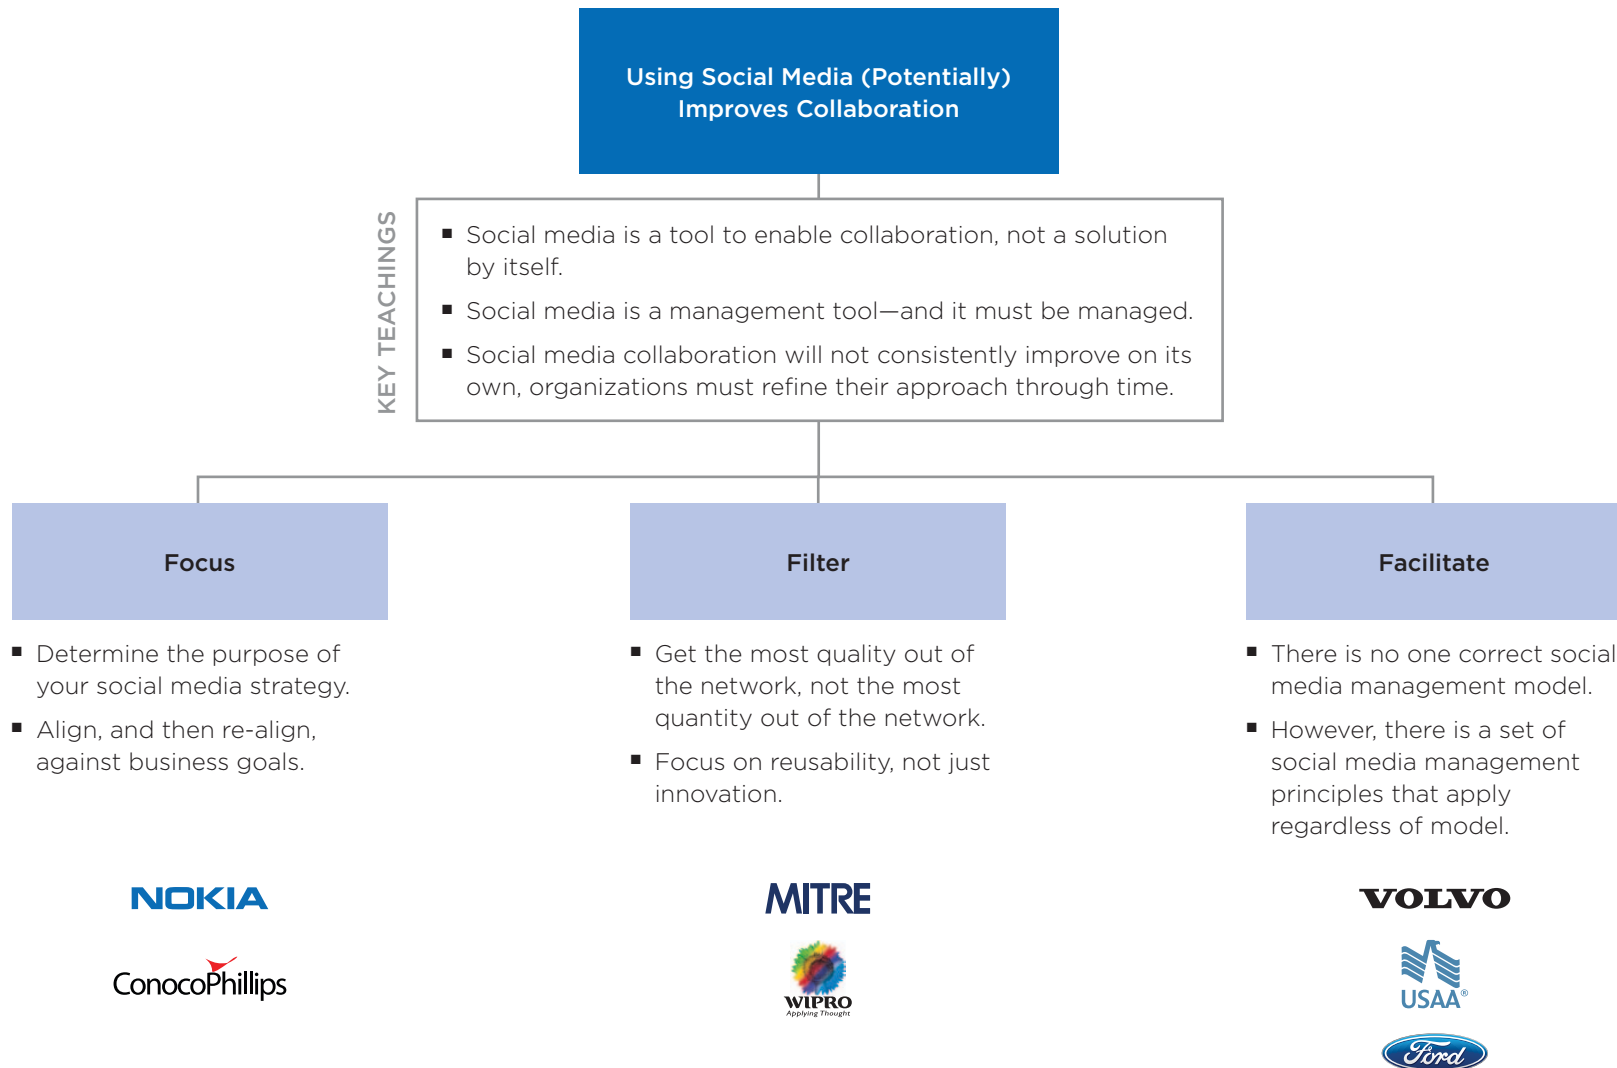 Using Social Media (Potentially)
Improves Collaboration
KEY TEACHINGS
▪ Social media is a tool to enable collaboration, not a solution
by itself.
▪ Social media is a management tool—and it must be managed.
▪ Social media collaboration will not consistently improve on its
own, organizations must refine their approach through time.
Focus
▪ Determine the purpose of
your social media strategy.
▪ Align, and then re-align,
against business goals.
NOKIA
ConocoPhillips
Filter
▪ Get the most quality out of
the network, not the most
quantity out of the network.
▪ Focus on reusability, not just
innovation.
MITRE
WIPRO
Applying Thought
Facilitate
▪ There is no one correct social
media management model.
▪ However, there is a set of
social media management
principles that apply
regardless of model.
VOLVO
USAA®
Ford